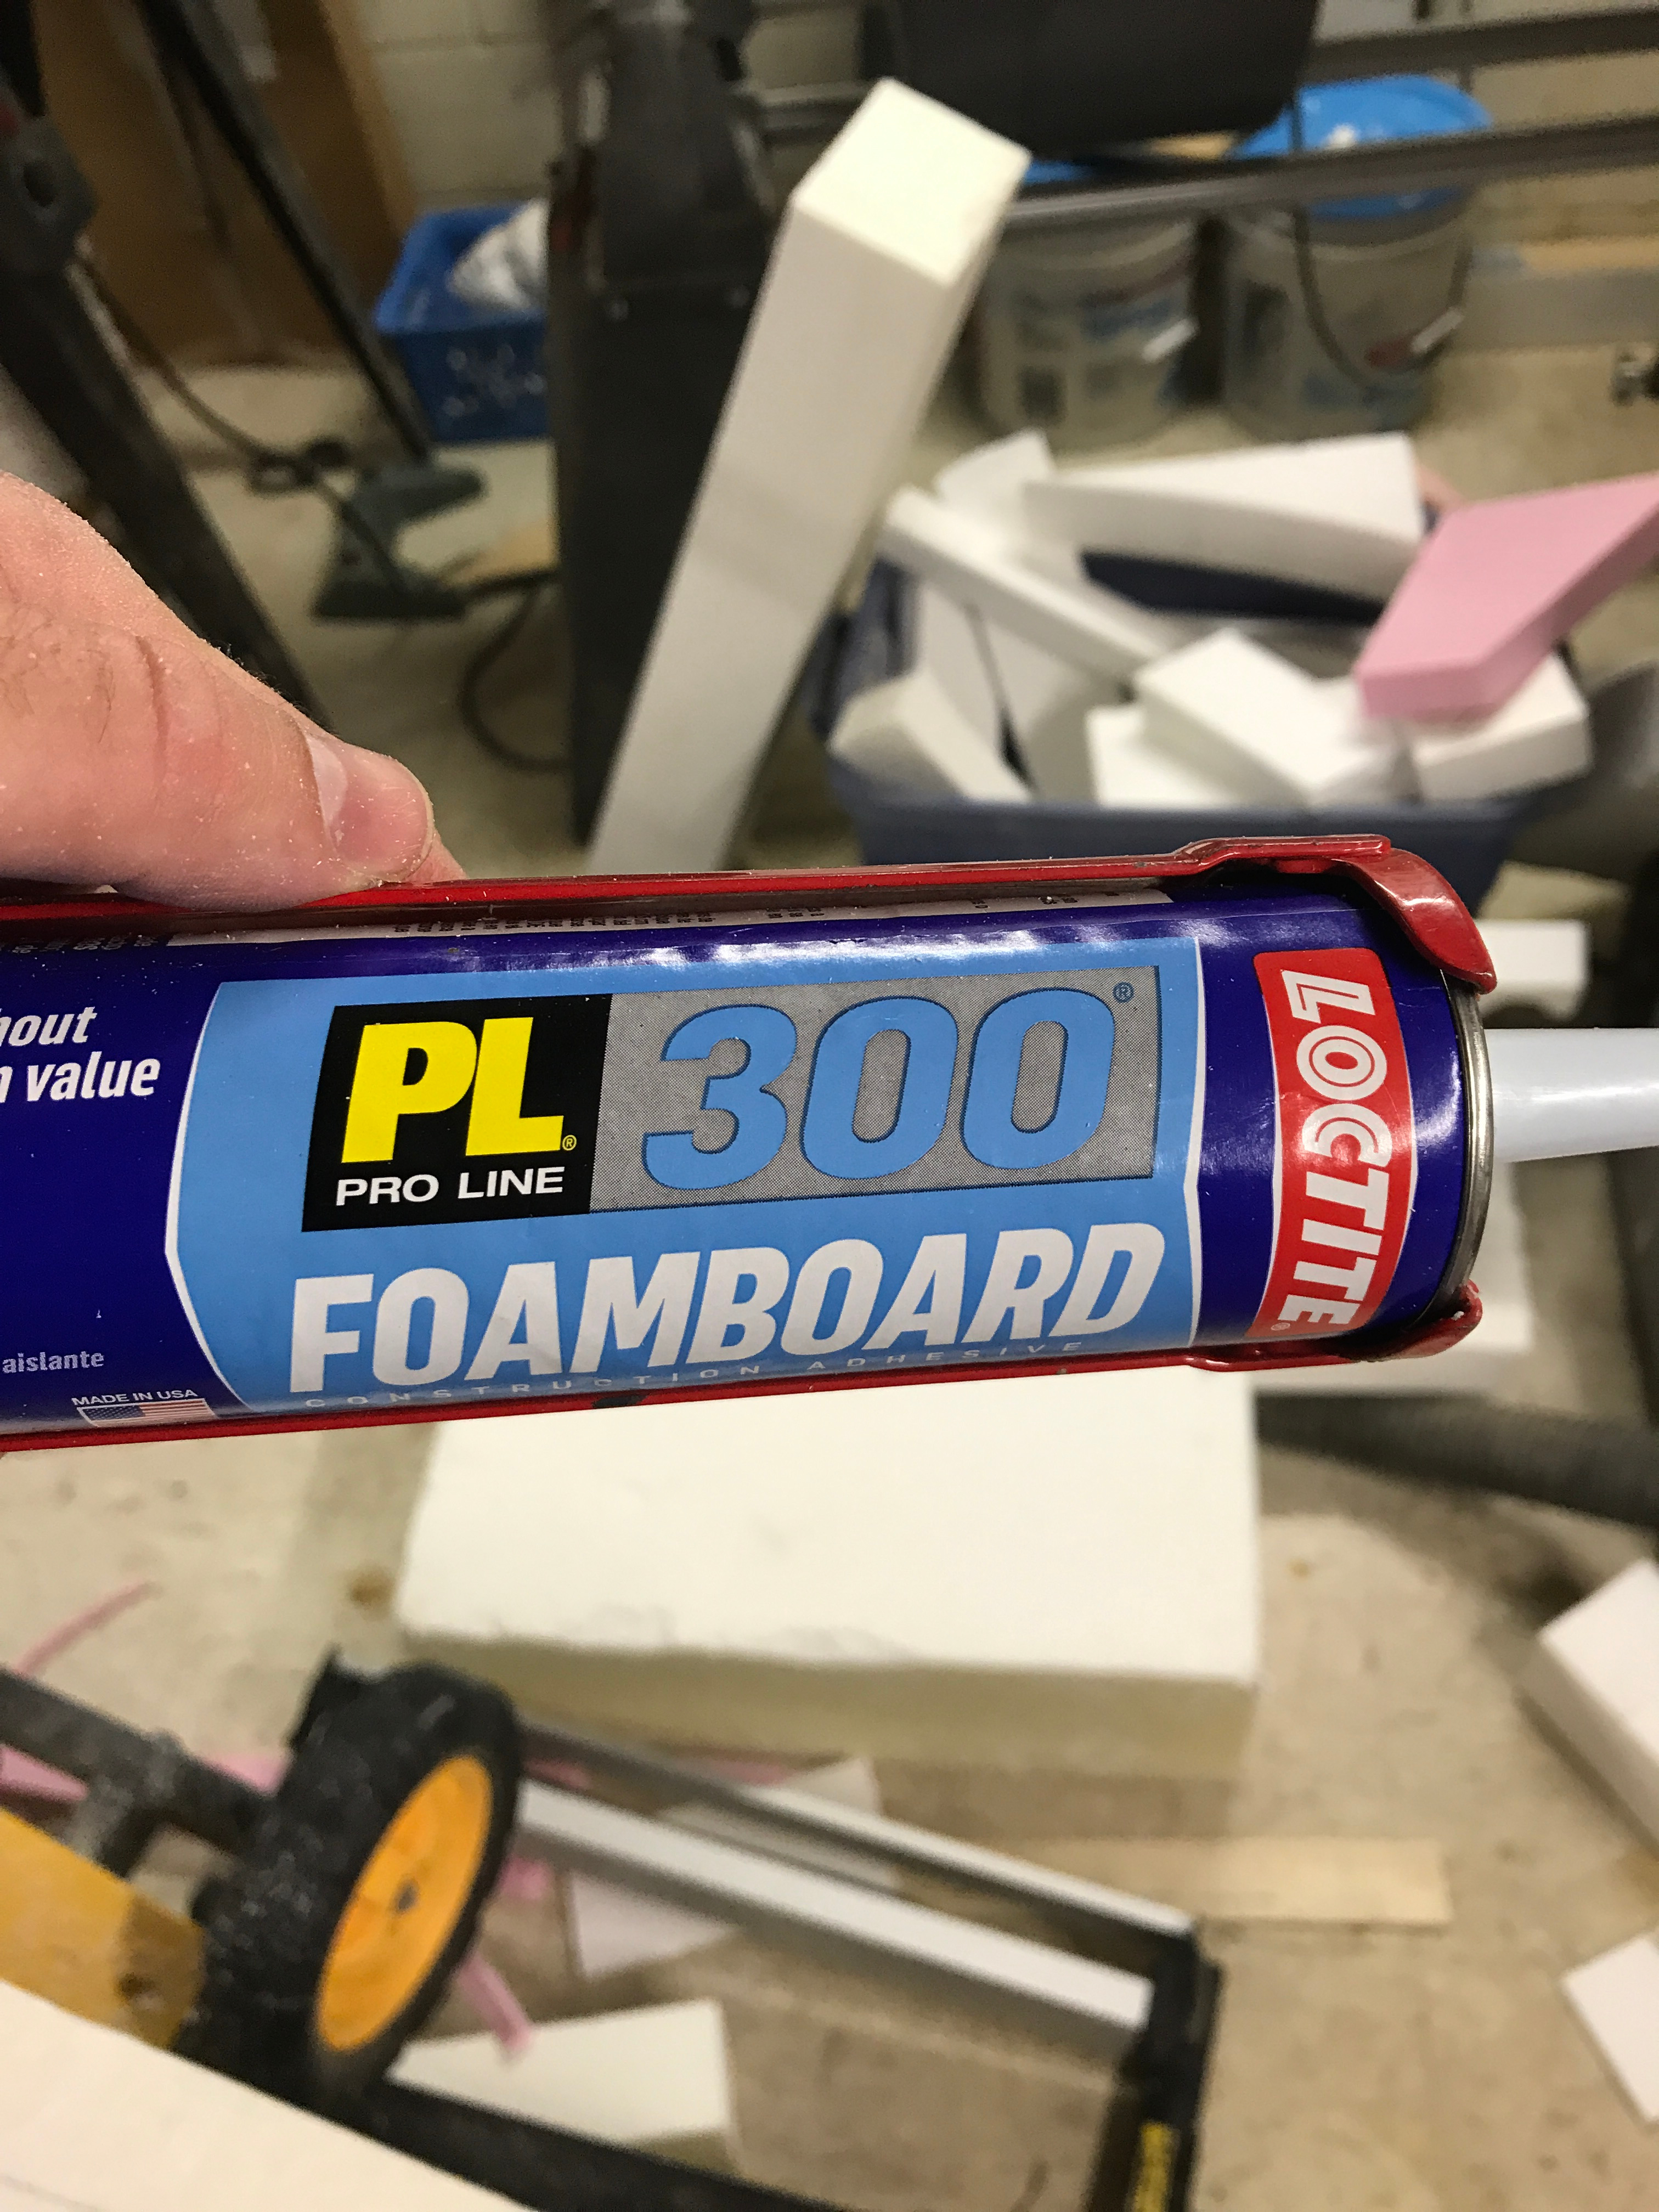 hout
n value
PL®
PRO LINE
300®
FOAMBOARD
CONSTRUCTION ADHESIVE
LOCTITE®
aislante
MADE IN USA